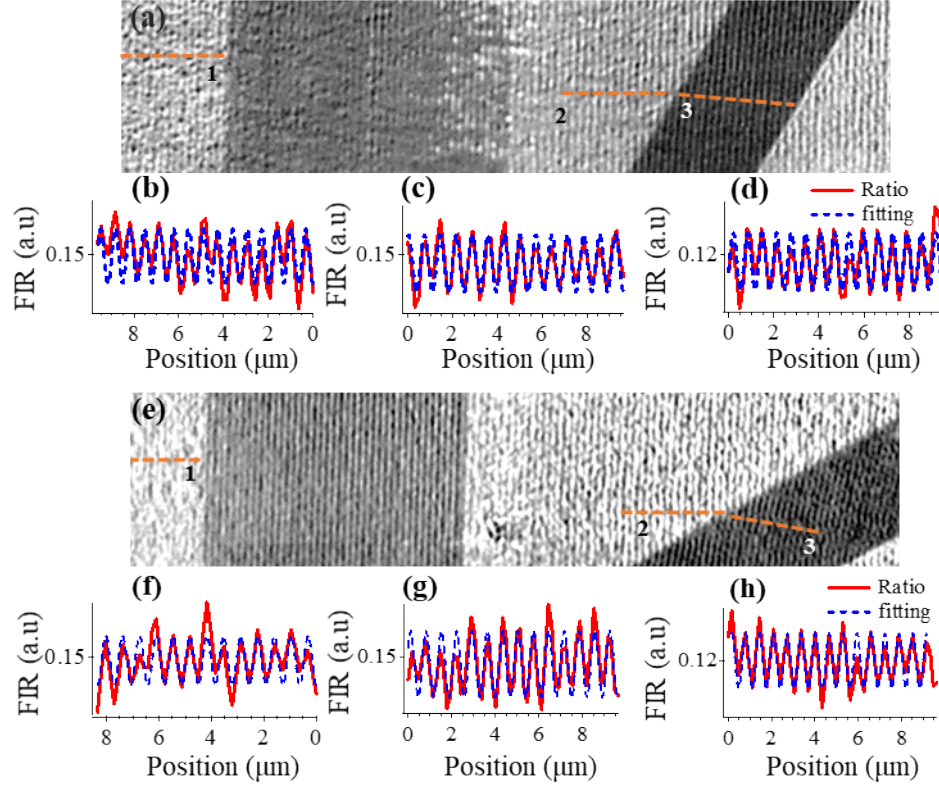 (a)
1
2
3
(b)
FIR (a.u)
0.15
8 6 4 2 0
Position (μm)
(c)
FIR (a.u)
0.15
0 2 4 6 8
Position (μm)
(d)
Ratio
fitting
FIR (a.u)
0.12
0 2 4 6 8
Position (μm)
(e)
1
2
3
(f)
FIR (a.u)
0.15
8 6 4 2 0
Position (μm)
(g)
FIR (a.u)
0.15
0 2 4 6 8
Position (μm)
(h)
Ratio
fitting
FIR (a.u)
0.12
0 2 4 6 8
Position (μm)